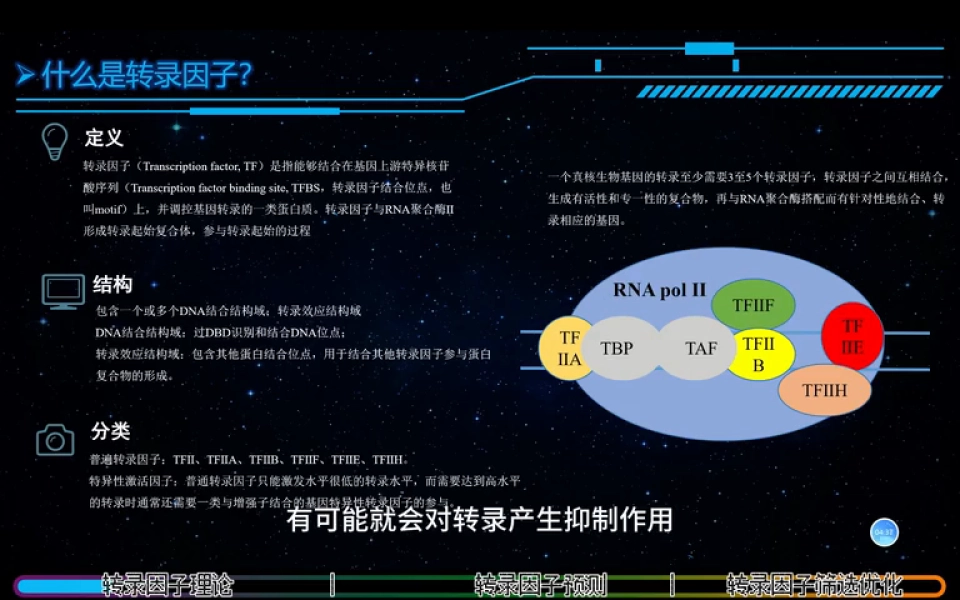 什么是转录因子?
定义
转录因子（Transcription factor, TF）是指能够结合在基因上游特异核苷
酸序列（Transcription factor binding site, TFBS，转录因子结合位点，也
叫motif）上，并调控基因转录的一类蛋白质。转录因子与RNA聚合酶II
形成转录起始复合体，参与转录起始的过程
结构
包含一个或多个DNA结合结构域；转录效应结构域
DNA结合结构域：过DBD识别和结合DNA位点；
转录效应结构域：包含其他蛋白结合位点，用于结合其他转录因子参与蛋白
复合物的形成。
分类
普遍转录因子：TFII、TFIIA、TFIIB、TFIIF、TFIIE、TFIIH。
特异性激活因子：普通转录因子只能激发水平很低的转录水平，而需要达到高水平
的转录时通常还需要一类与增强子结合的基因特异性转录因子的参与
一个真核生物基因的转录至少需要3至5个转录因子，转录因子之间互相结合，
生成有活性和专一性的复合物，再与RNA聚合酶搭配而有针对性地结合、转
录相应的基因。
RNA pol II
TFIIF
TF
IIA
TBP
TAF
TFII
B
TF
IIE
TFIIH
有可能就会对转录产生抑制作用
转录因子理论 | 转录因子预测 | 转录因子筛选优化